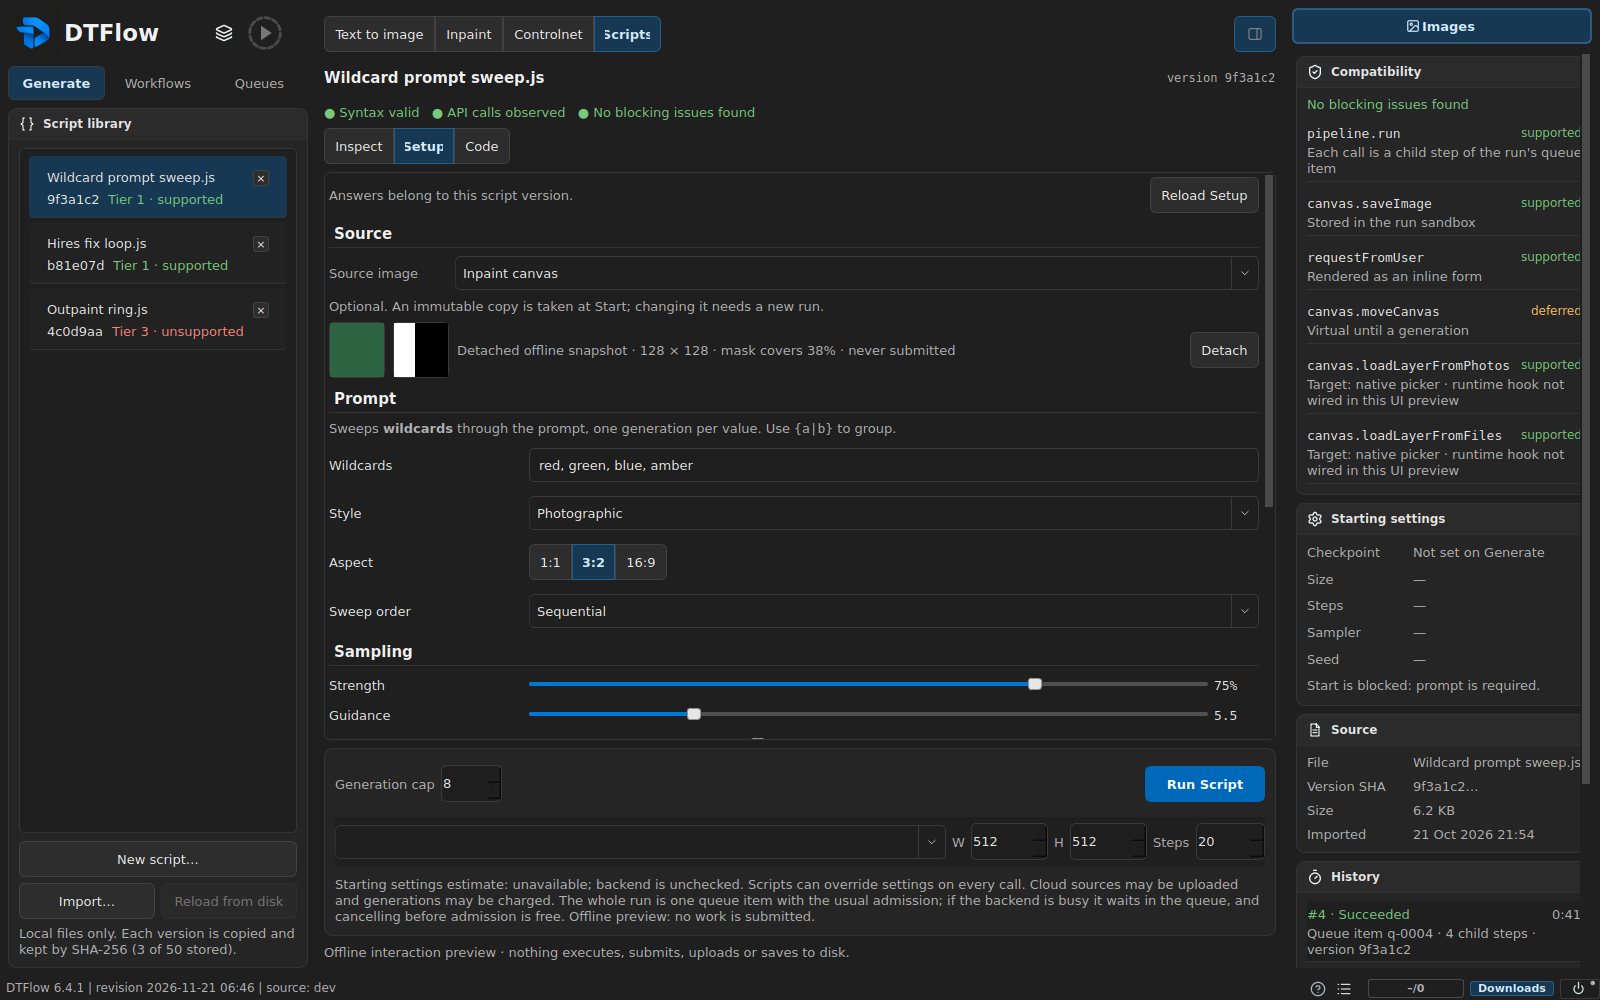 DTFlow
Generate
Workflows
Queues
Script library
Wildcard prompt sweep.js
9f3a1c2 Tier 1 · supported
Hires fix loop.js
b81e07d Tier 1 · supported
Outpaint ring.js
4c0d9aa Tier 3 · unsupported
New script...
Import...
Reload from disk
Local files only. Each version is copied and
kept by SHA-256 (3 of 50 stored).
Text to image
Inpaint
Controlnet
Scripts
Wildcard prompt sweep.js
version 9f3a1c2
Syntax valid
API calls observed
No blocking issues found
Inspect
Setup
Code
Answers belong to this script version.
Reload Setup
Source
Source image
Inpaint canvas
Optional. An immutable copy is taken at Start; changing it needs a new run.
Detached offline snapshot · 128 × 128 · mask covers 38% · never submitted
Detach
Prompt
Sweeps wildcards through the prompt, one generation per value. Use {a|b} to group.
Wildcards
red, green, blue, amber
Style
Photographic
Aspect
1:1
3:2
16:9
Sweep order
Sequential
Sampling
Strength
75%
Guidance
5.5
Generation cap
8
Run Script
W
512
H
512
Steps
20
Starting settings estimate: unavailable; backend is unchecked. Scripts can override settings on every call. Cloud sources may be uploaded
and generations may be charged. The whole run is one queue item with the usual admission; if the backend is busy it waits in the queue, and
cancelling before admission is free. Offline preview: no work is submitted.
Offline interaction preview · nothing executes, submits, uploads or saves to disk.
Images
Compatibility
No blocking issues found
pipeline.run
supported
Each call is a child step of the run's queue
item
canvas.saveImage
supported
Stored in the run sandbox
requestFromUser
supported
Rendered as an inline form
canvas.moveCanvas
deferred
Virtual until a generation
canvas.loadLayerFromPhotos
supported
Target: native picker · runtime hook not
wired in this UI preview
canvas.loadLayerFromFiles
supported
Target: native picker · runtime hook not
wired in this UI preview
Starting settings
Checkpoint
Not set on Generate
Size
—
Steps
—
Sampler
—
Seed
—
Start is blocked: prompt is required.
Source
File
Wildcard prompt sweep.js
Version SHA
9f3a1c2...
Size
6.2 KB
Imported
21 Oct 2026 21:54
History
#4 · Succeeded
0:41
Queue item q-0004 · 4 child steps ·
version 9f3a1c2
DTFlow 6.4.1 | revision 2026-11-21 06:46 | source: dev
–/0
Downloads